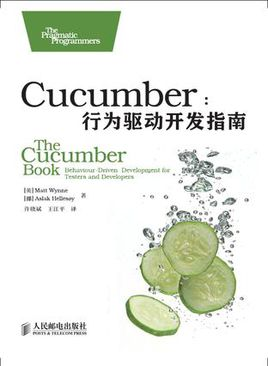 The
Pragmatic
Programmers
Cucumber：
行为驱动开发指南
The
Cucumber
Book
Behaviour-Driven Development for
Testers and Developers
[英] Matt Wynne
[挪] Aslak Hellesøy 著
许晓斌 王江平 译
人民邮电出版社
POSTS & TELECOM PRESS